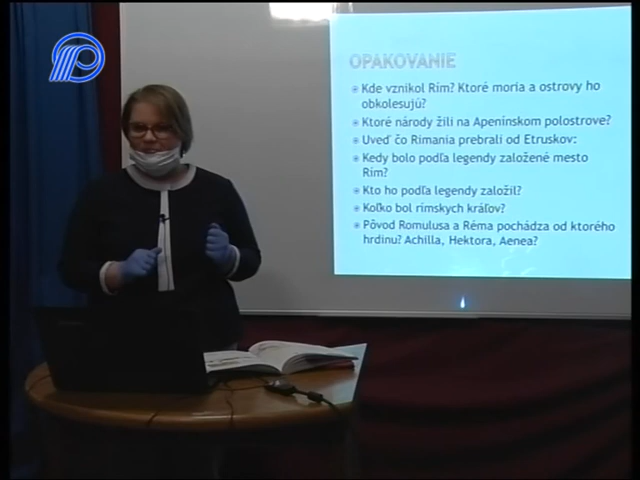 OPAKOVANIE
Kde vznikol Rím? Ktoré moria a ostrovy ho
obkolesujú?
Ktoré národy žili na Apeninskom polostrove?
Uveď čo Rimania prebrali od Etruskov:
Kedy bolo podľa legendy založené mesto
Rím?
Kto ho podľa legendy založil?
Koľko bol rímskych kráľov?
Pôvod Romulusa a Réma pochádza od ktorého
hrdinu? Achilla, Hektora, Aenea?